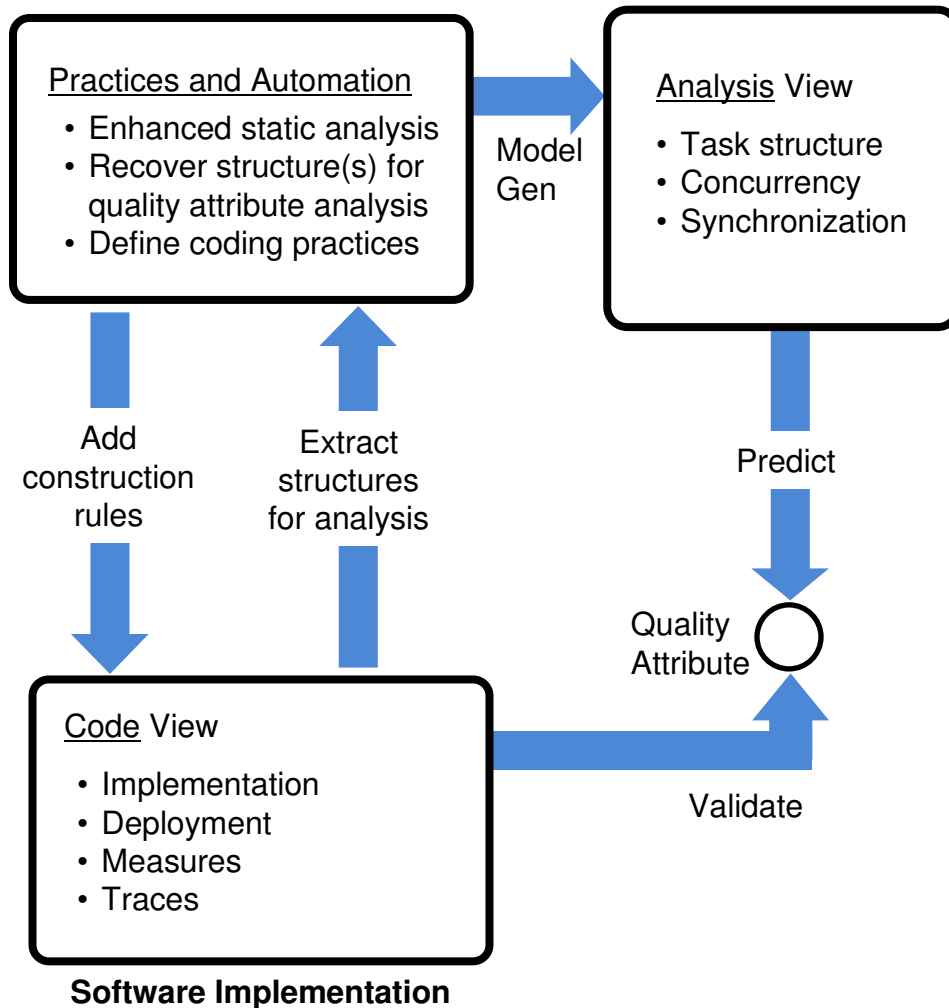 Practices and Automation
• Enhanced static analysis
• Recover structure(s) for
quality attribute analysis
• Define coding practices
Model
Gen
Analysis View
• Task structure
• Concurrency
• Synchronization
Add
construction
rules
Extract
structures
for analysis
Predict
Quality
Attribute
Code View
• Implementation
• Deployment
• Measures
• Traces
Validate
Software Implementation